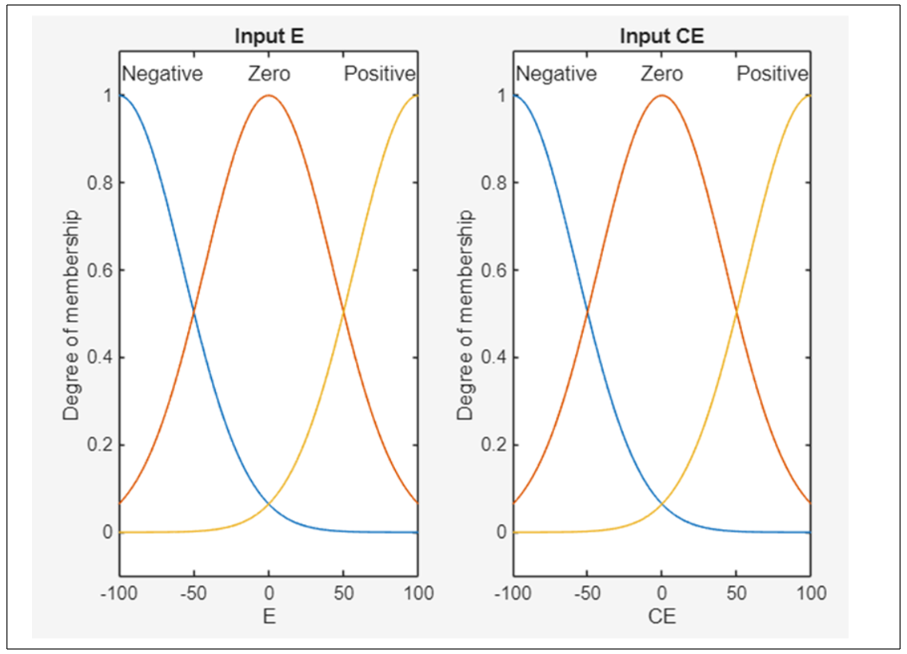 Input E
Negative Zero Positive
1
0.8
0.6
0.4
0.2
0
Degree of membership
-100 -50 0 50 100
E
Input CE
Negative Zero Positive
1
0.8
0.6
0.4
0.2
0
Degree of membership
-100 -50 0 50 100
CE